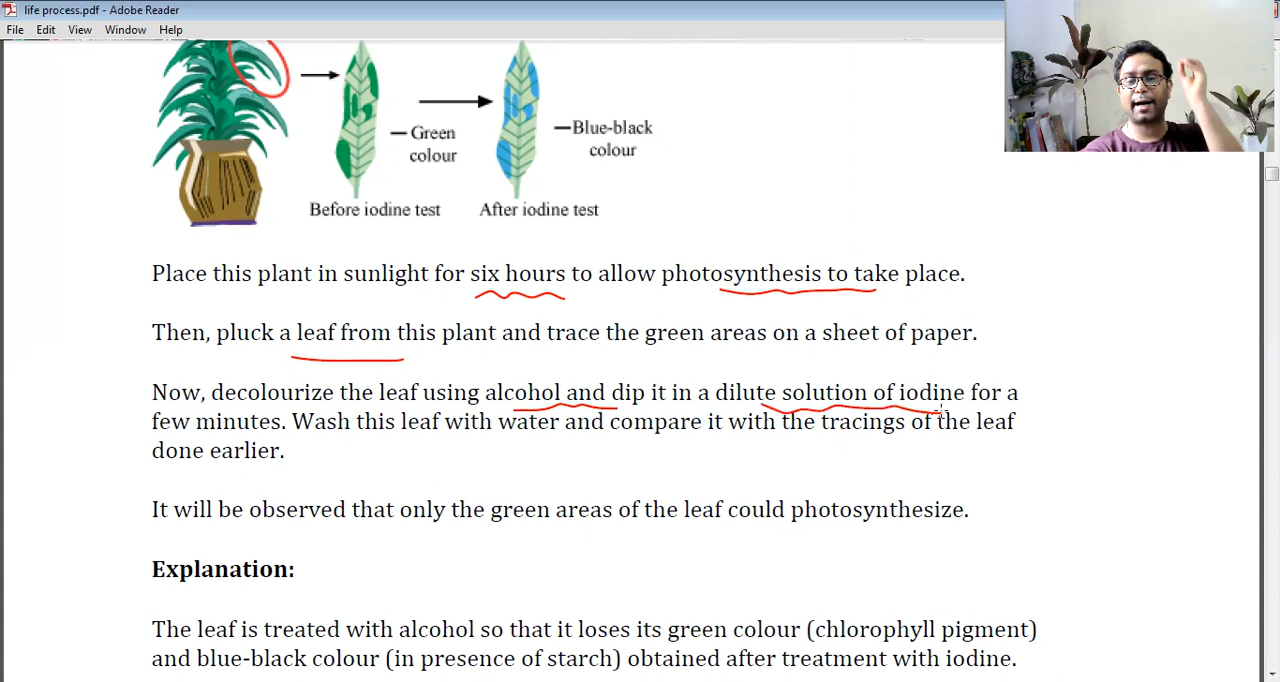 life process.pdf - Adobe Reader
File Edit View Window Help
Green
colour
Blue-black
colour
Before iodine test
After iodine test
Place this plant in sunlight for six hours to allow photosynthesis to take place.
Then, pluck a leaf from this plant and trace the green areas on a sheet of paper.
Now, decolourize the leaf using alcohol and dip it in a dilute solution of iodine for a
few minutes. Wash this leaf with water and compare it with the tracings of the leaf
done earlier.
It will be observed that only the green areas of the leaf could photosynthesize.
Explanation:
The leaf is treated with alcohol so that it loses its green colour (chlorophyll pigment)
and blue-black colour (in presence of starch) obtained after treatment with iodine.